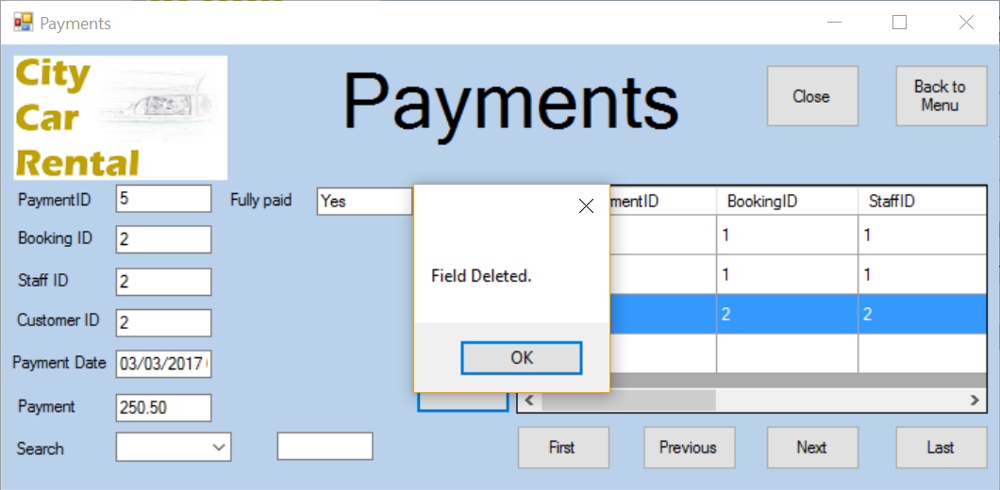 Payments
City
Car
Rental
Payments
Close
Back to
Menu
PaymentID 5
Fully paid Yes
Booking ID 2
Staff ID 2
Customer ID 2
Payment Date 03/03/2017
Payment 250.50
Search
Field Deleted.
OK
mentID BookingID StaffID
1 1
1 1
2 2
First Previous Next Last